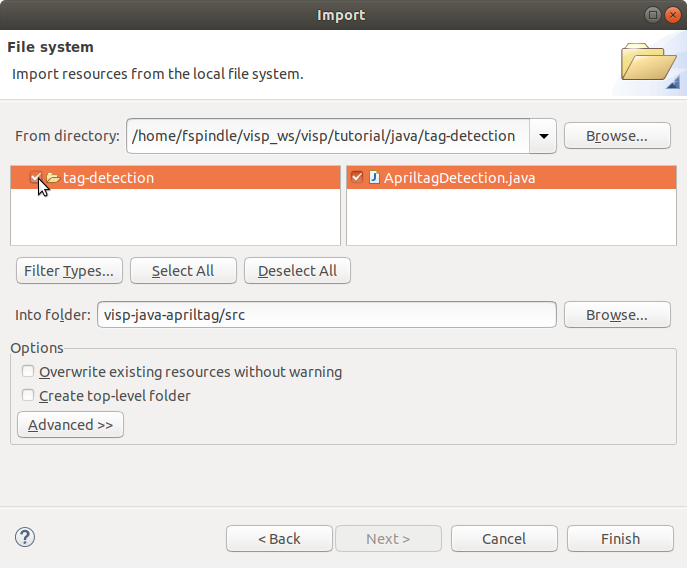 Import
File system
Import resources from the local file system.
From directory: /home/fspindle/visp_ws/visp/tutorial/java/tag-detection Browse...
tag-detection AprilTagDetection.java
Filter Types... Select All Deselect All
Into folder: visp-java-apriltag/src Browse...
Options
Overwrite existing resources without warning
Create top-level folder
Advanced >>
? < Back Next > Cancel Finish